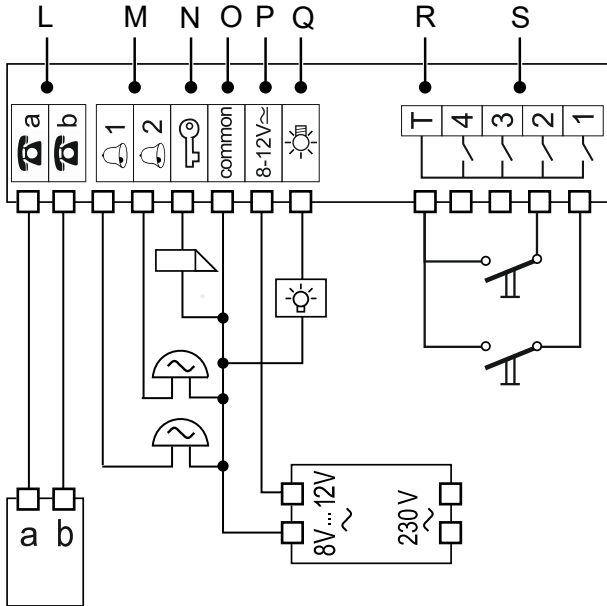 L M N O P Q R S
a b 1 2 common 8-12V≃ T 4 3 2 1
8V...12V ~
230 V ~
a b